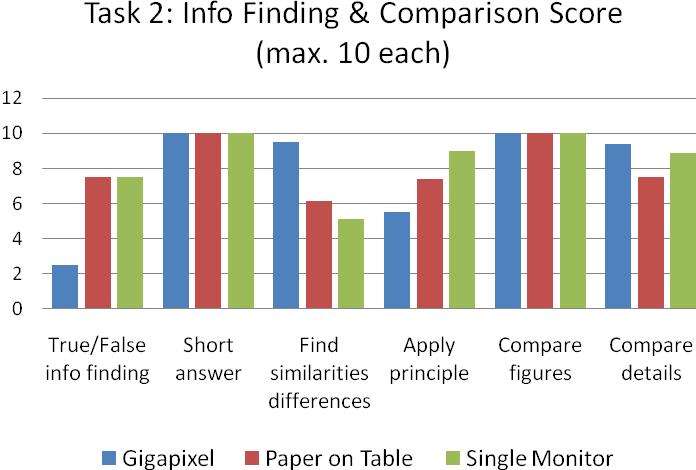 Task 2: Info Finding & Comparison Score
(max. 10 each)
12
10
8
6
4
2
0
True/False
info finding
Short
answer
Find
similarities
differences
Apply
principle
Compare
figures
Compare
details
Gigapixel
Paper on Table
Single Monitor